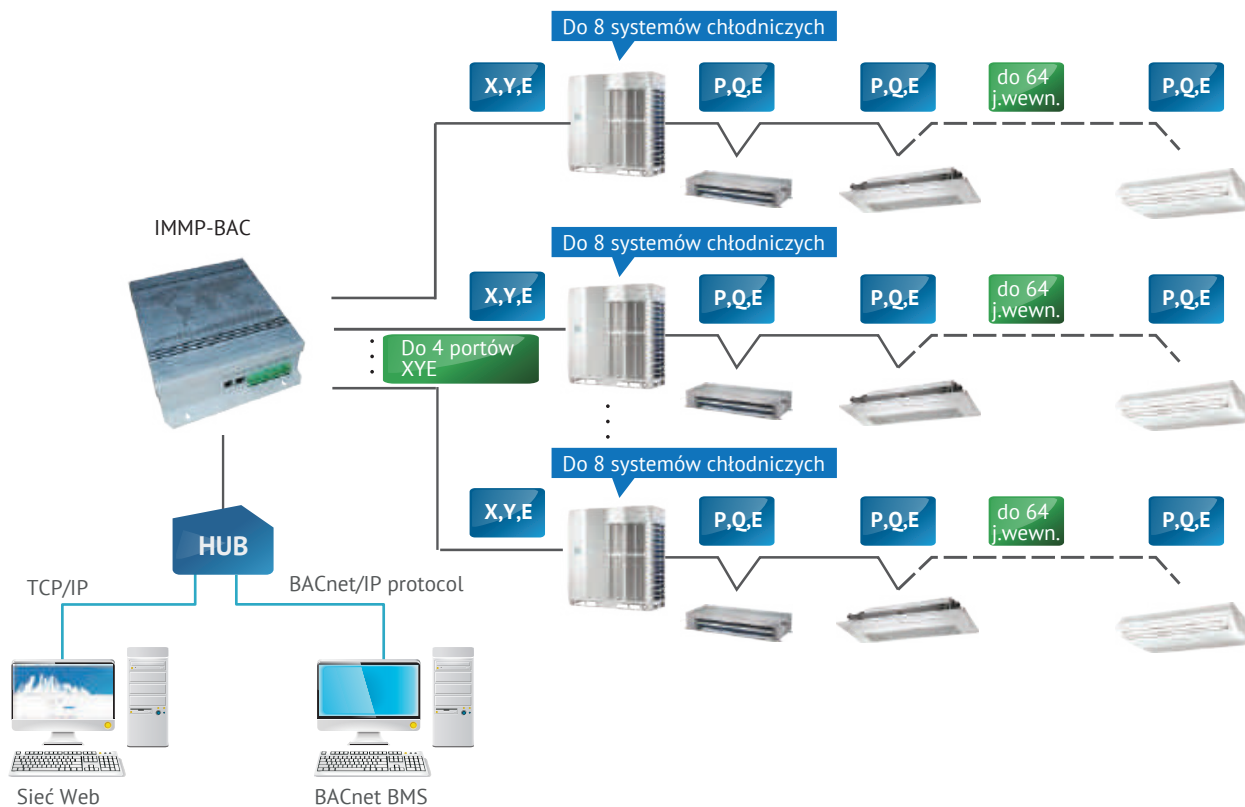 Do 8 systemów chłodniczych
X,Y,E
P,Q,E
P,Q,E
do 64
j.wewn.
P,Q,E
IMMP-BAC
Do 8 systemów chłodniczych
X,Y,E
P,Q,E
P,Q,E
do 64
j.wewn.
P,Q,E
Do 4 portów
XYE
Do 8 systemów chłodniczych
X,Y,E
P,Q,E
P,Q,E
do 64
j.wewn.
P,Q,E
HUB
TCP/IP
BACnet/IP protocol
Sieć Web
BACnet BMS